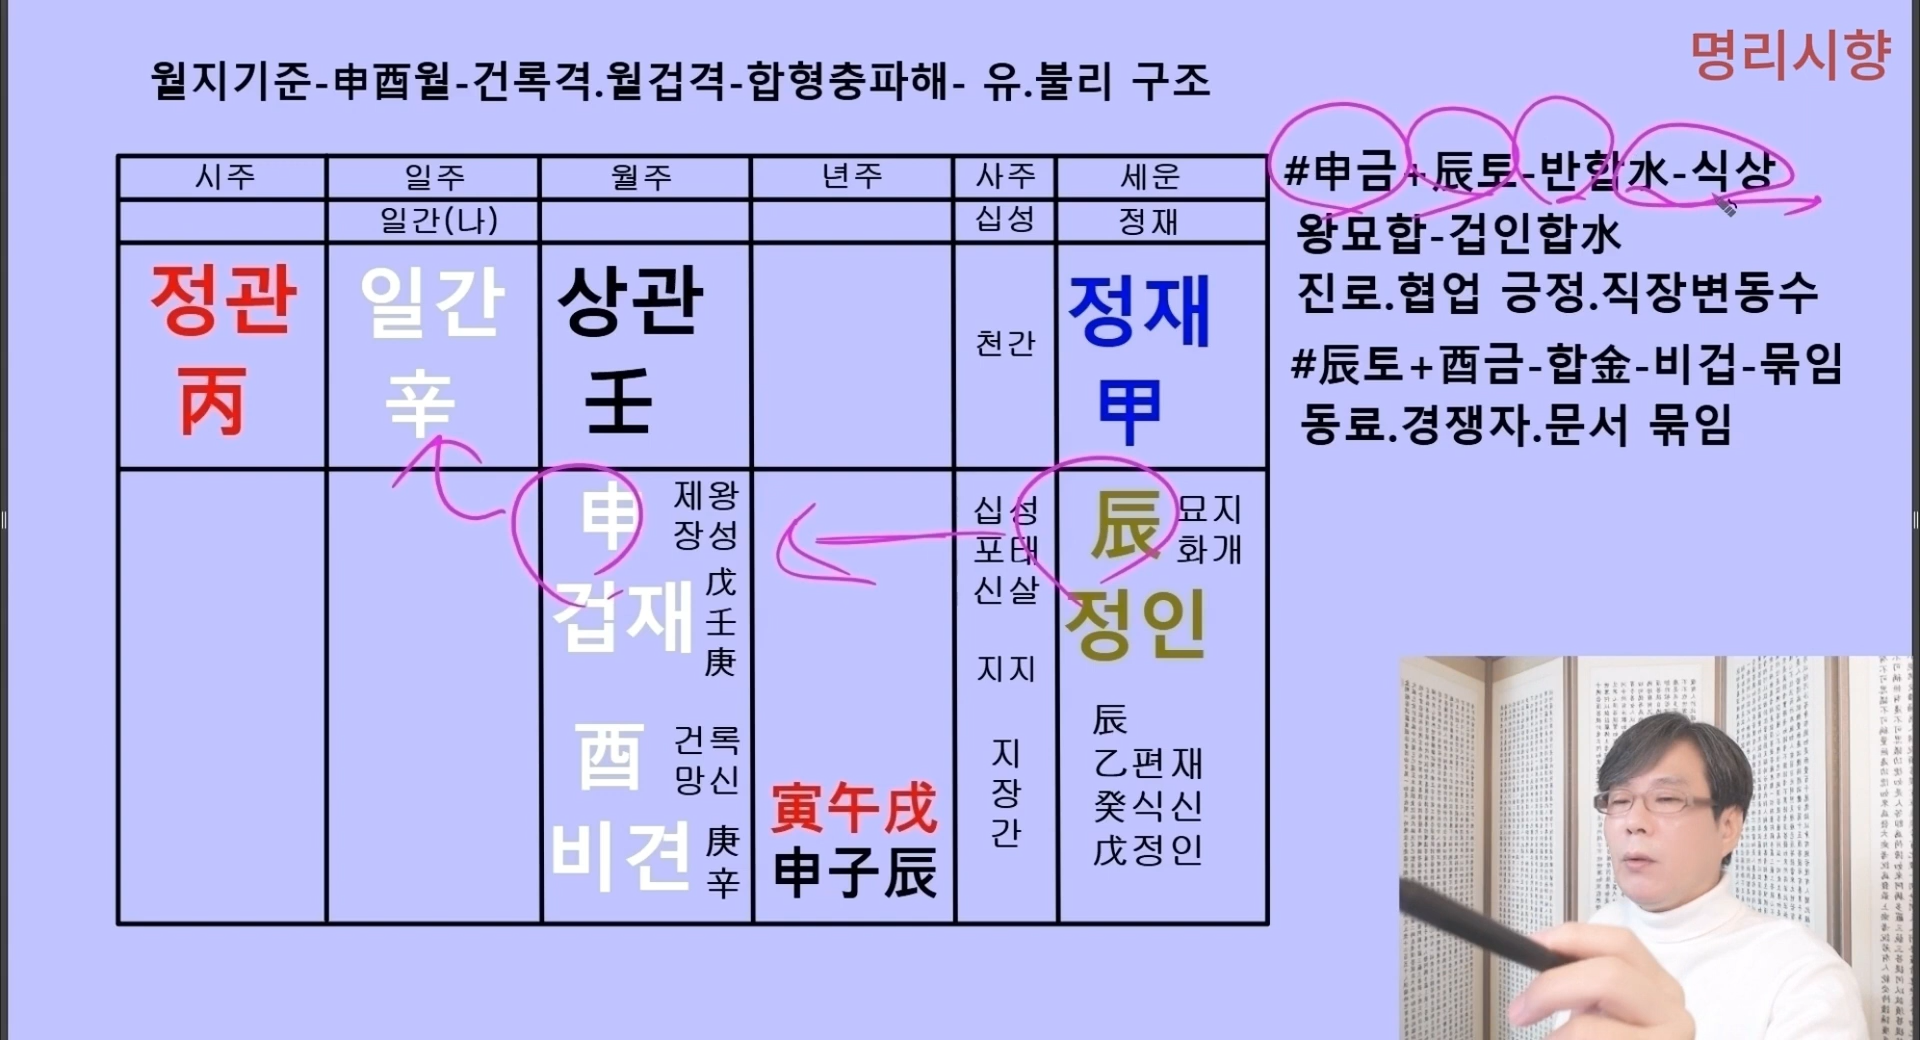 명리시향
월지기준-申酉월-건록격.월겁격-합형충파해- 유.불리 구조
시주 일주 월주 년주 사주 세운
일간(나) 십성 정재
정관 일간 상관 천간 정재
丙 辛 壬 甲
申 제왕 장성
겁재 戊 壬 庚
酉 건록 망신
비견 庚 辛
寅午戌
申子辰
십성
포태
신살
지지
지장간
辰 묘지 화개
정인
辰
乙편재
癸식신
戊정인
#申금+辰토-반합水-식상
왕묘합-겁인합水
진로.협업 긍정.직장변동수
#辰토+酉금-합金-비겁-묶임
동료.경쟁자.문서 묶임